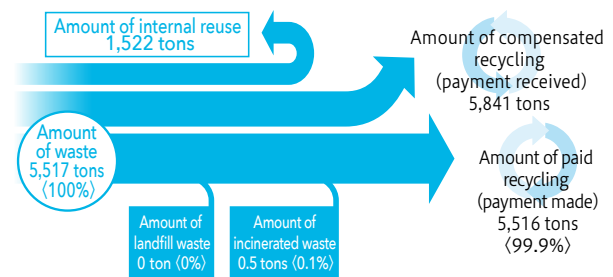 Amount of internal reuse
1,522 tons
Amount of compensated
recycling
(payment received)
5,841 tons
Amount
of waste
5,517 tons
〈100%〉
Amount of paid
recycling
(payment made)
5,516 tons
〈99.9%〉
Amount of
landfill waste
0 ton 〈0%〉
Amount of
incinerated waste
0.5 tons 〈0.1%〉